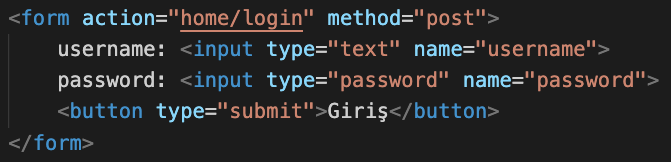 <form action="home/login" method="post">
username: <input type="text" name="username">
password: <input type="password" name="password">
<button type="submit">Giriş</button>
</form>